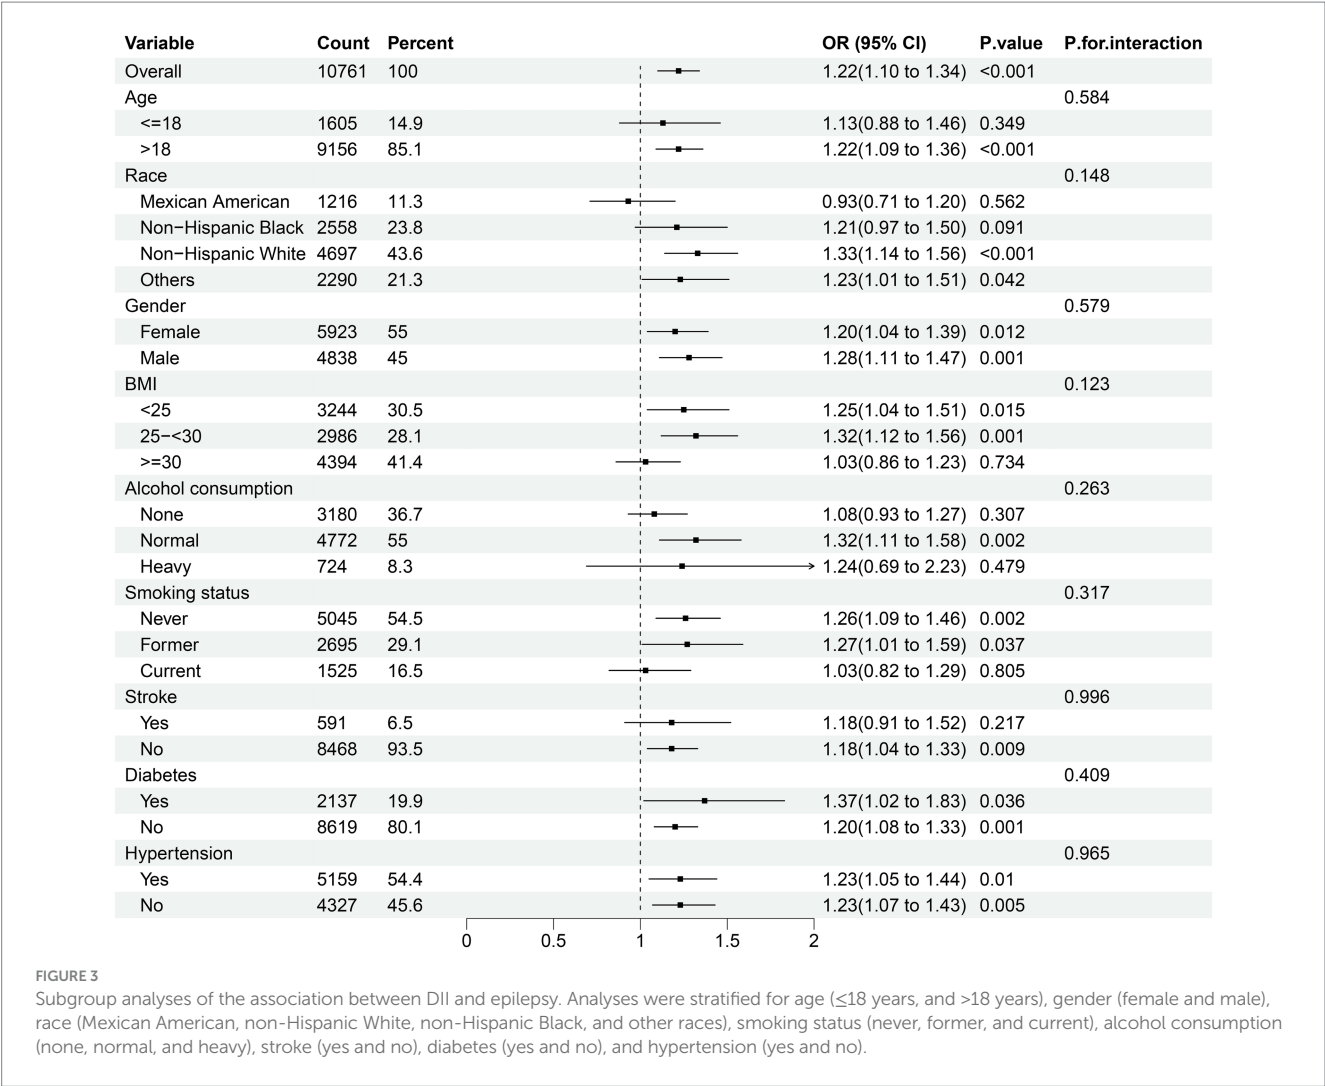 Variable Count Percent OR (95% CI) P.value P.for.interaction
Overall 10761 100 1.22(1.10 to 1.34) <0.001
Age 0.584
<=18 1605 14.9 1.13(0.88 to 1.46) 0.349
>18 9156 85.1 1.22(1.09 to 1.36) <0.001
Race 0.148
Mexican American 1216 11.3 0.93(0.71 to 1.20) 0.562
Non−Hispanic Black 2558 23.8 1.21(0.97 to 1.50) 0.091
Non−Hispanic White 4697 43.6 1.33(1.14 to 1.56) <0.001
Others 2290 21.3 1.23(1.01 to 1.51) 0.042
Gender 0.579
Female 5923 55 1.20(1.04 to 1.39) 0.012
Male 4838 45 1.28(1.11 to 1.47) 0.001
BMI 0.123
<25 3244 30.5 1.25(1.04 to 1.51) 0.015
25−<30 2986 28.1 1.32(1.12 to 1.56) 0.001
>=30 4394 41.4 1.03(0.86 to 1.23) 0.734
Alcohol consumption 0.263
None 3180 36.7 1.08(0.93 to 1.27) 0.307
Normal 4772 55 1.32(1.11 to 1.58) 0.002
Heavy 724 8.3 1.24(0.69 to 2.23) 0.479
Smoking status 0.317
Never 5045 54.5 1.26(1.09 to 1.46) 0.002
Former 2695 29.1 1.27(1.01 to 1.59) 0.037
Current 1525 16.5 1.03(0.82 to 1.29) 0.805
Stroke 0.996
Yes 591 6.5 1.18(0.91 to 1.52) 0.217
No 8468 93.5 1.18(1.04 to 1.33) 0.009
Diabetes 0.409
Yes 2137 19.9 1.37(1.02 to 1.83) 0.036
No 8619 80.1 1.20(1.08 to 1.33) 0.001
Hypertension 0.965
Yes 5159 54.4 1.23(1.05 to 1.44) 0.01
No 4327 45.6 1.23(1.07 to 1.43) 0.005
0 0.5 1 1.5 2
FIGURE 3
Subgroup analyses of the association between DII and epilepsy. Analyses were stratified for age (≤18 years, and >18 years), gender (female and male),
race (Mexican American, non-Hispanic White, non-Hispanic Black, and other races), smoking status (never, former, and current), alcohol consumption
(none, normal, and heavy), stroke (yes and no), diabetes (yes and no), and hypertension (yes and no).